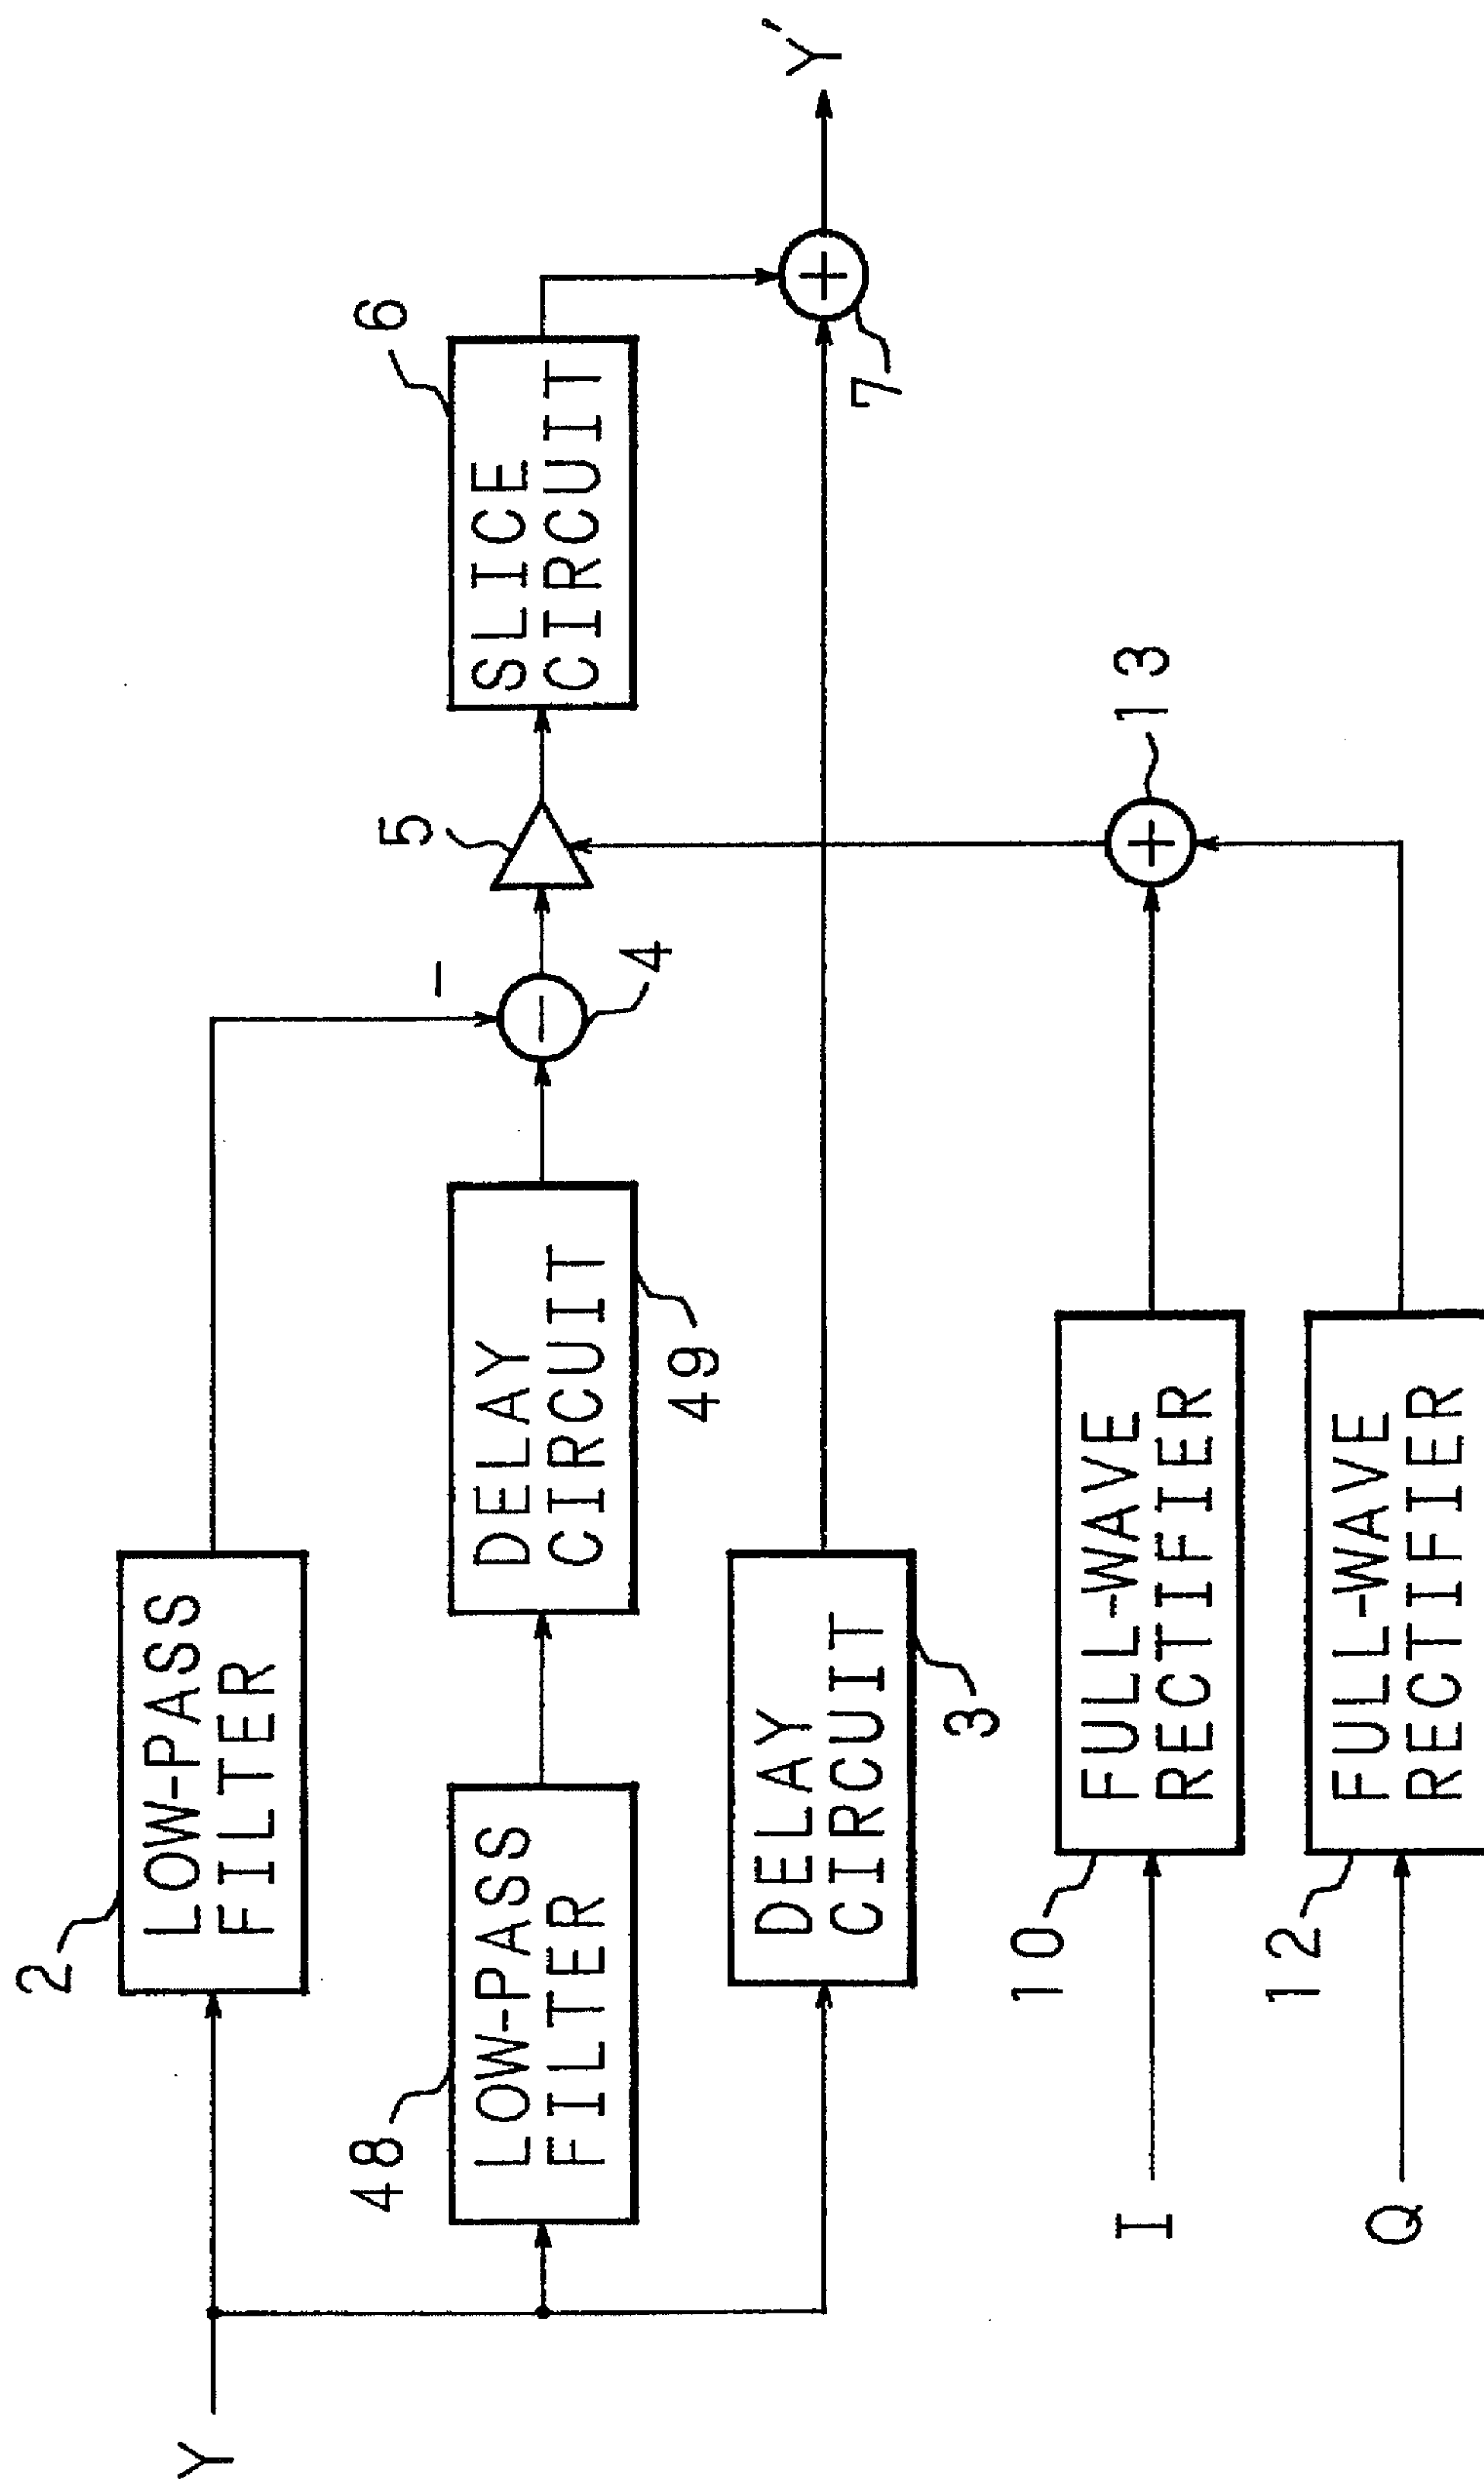 2
LOW-PASS
FILTER
Y
48
LOW-PASS
FILTER
DELAY
CIRCUIT
49
−
4
5
6
SLICE
CIRCUIT
DELAY
CIRCUIT
3
+
7
Y'
10
FULL-WAVE
RECTIFIER
I
+
13
12
FULL-WAVE
RECTIFIER
Q